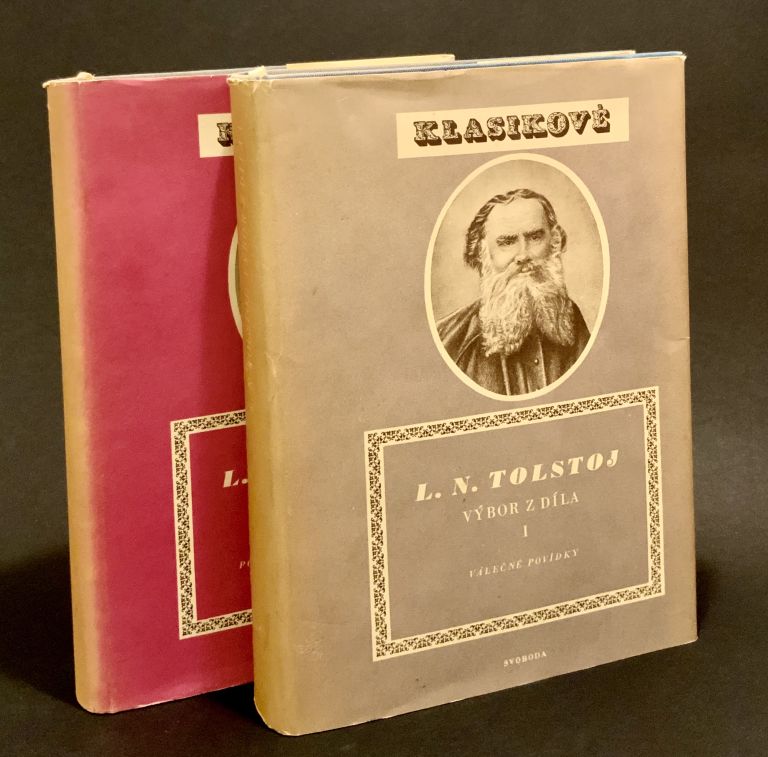 KLASIKOVÉ
L. N. TOLSTOJ
VÝBOR Z DÍLA
I
VÁLEČNÉ POVÍDKY
SVOBODA
K
L.